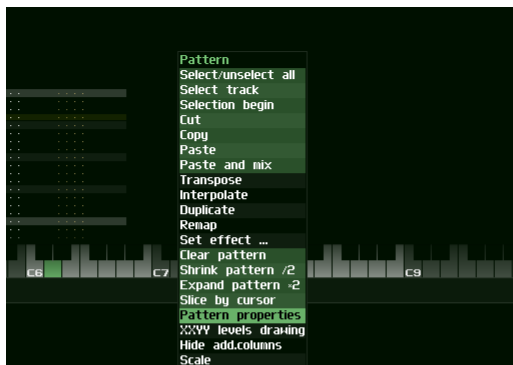 Pattern
Select/unselect all
Select track
Selection begin
Cut
Copy
Paste
Paste and mix
Transpose
Interpolate
Duplicate
Remap
Set effect ...
Clear pattern
Shrink pattern /2
Expand pattern *2
Slice by cursor
Pattern properties
XXYY levels drawing
Hide add.columns
Scale
C6
C7
C9